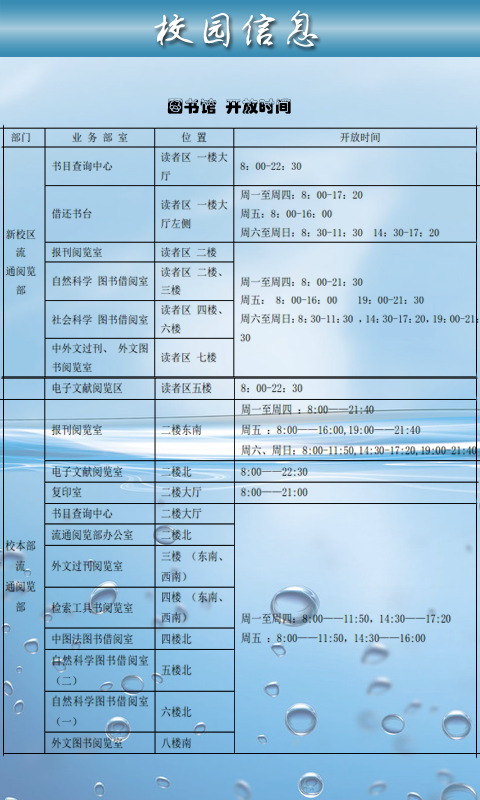 校园信息
图书馆 开放时间
部门 业 务 部 室 位 置 开放时间
新校区
流
通阅览
部
书目查询中心 读者区 一楼大
厅
8：00-22：30
借还书台 读者区 一楼大
厅左侧
周一至周四：8：00-17：20
周五：8：00-16：00
周六至周日：8：30-11：30 14：30-17：20
报刊阅览室 读者区 二楼
自然科学 图书借阅室 读者区 二楼、
三楼
社会科学 图书借阅室 读者区 四楼、
六楼
中外文过刊、 外文图
书阅览室
读者区 七楼
周一至周四：8：00-21：30
周五： 8：00-16：00 19：00-21：30
周六至周日：8：30-11：30 ，14：30-17:20，19：00-21：
30
电子文献阅览区 读者区五楼 8：00-22：30
校本部
流
通阅览
部
报刊阅览室 二楼东南
周一至周四 ：8:00——21:40
周五 ：8:00——16:00,19:00——21:40
周六、周日：8:00-11:50,14:30-17:20,19:00-21:40
电子文献阅览室 二楼北 8:00——22:30
复印室 二楼大厅 8:00——21:00
书目查询中心 二楼大厅
流通阅览部办公室 二楼北
外文过刊阅览室 三楼 （东南、
西南）
检索工具书阅览室 四楼 （东南、
西南）
中图法图书借阅室 四楼北
自然科学图书借阅室
（二）
五楼北
自然科学图书借阅室
（一）
六楼北
外文图书阅览室 八楼南
周一至周四：8:00——11:50，14:30——17:20
周五 ：8:00——11:50，14:30——16:00